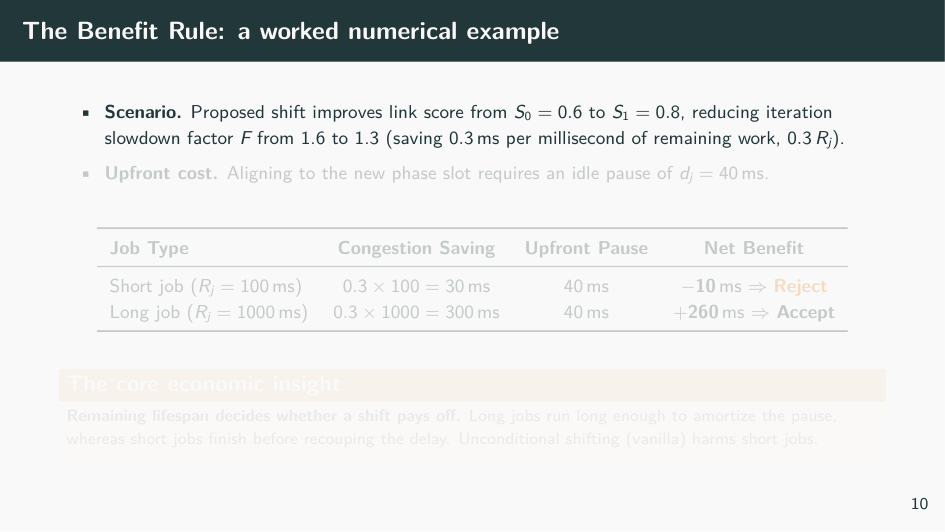 The Benefit Rule: a worked numerical example
▪ Scenario. Proposed shift improves link score from S₀ = 0.6 to S₁ = 0.8, reducing iteration
slowdown factor F from 1.6 to 1.3 (saving 0.3 ms per millisecond of remaining work, 0.3 Rⱼ).
▪ Upfront cost. Aligning to the new phase slot requires an idle pause of dⱼ = 40 ms.
Job Type Congestion Saving Upfront Pause Net Benefit
Short job (Rⱼ = 100 ms) 0.3 × 100 = 30 ms 40 ms −10 ms ⇒ Reject
Long job (Rⱼ = 1000 ms) 0.3 × 1000 = 300 ms 40 ms +260 ms ⇒ Accept
The core economic insight
Remaining lifespan decides whether a shift pays off. Long jobs run long enough to amortize the pause,
whereas short jobs finish before recouping the delay. Unconditional shifting (vanilla) harms short jobs.
10